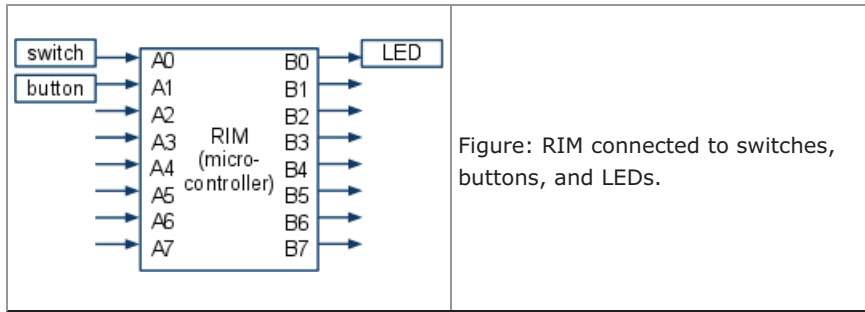 switch
button
A0
A1
A2
A3
A4
A5
A6
A7
RIM
(micro-
controller)
B0
B1
B2
B3
B4
B5
B6
B7
LED
Figure: RIM connected to switches,
buttons, and LEDs.